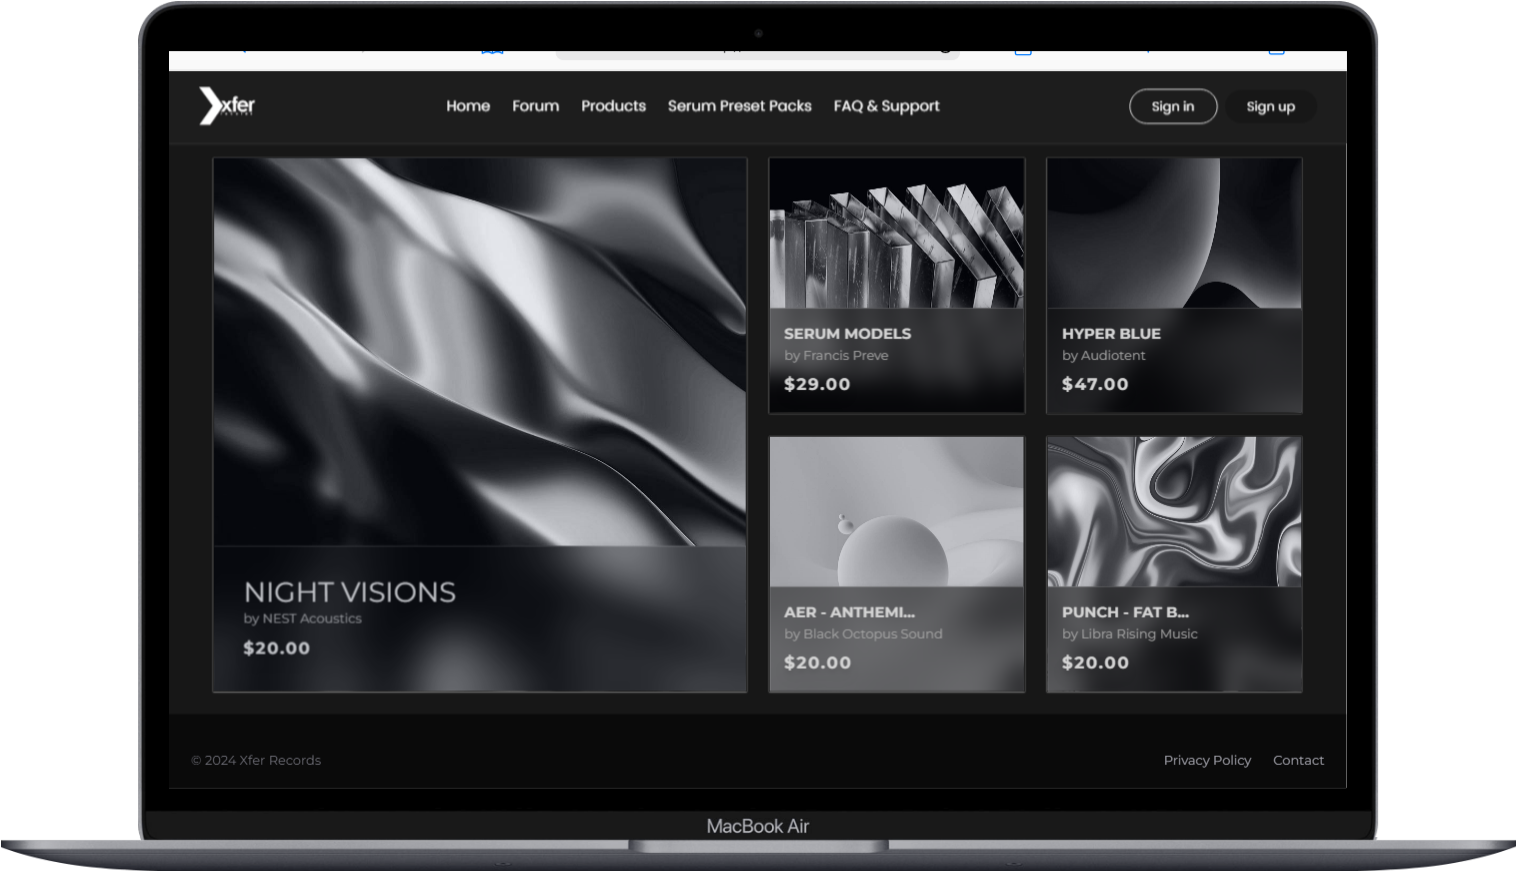 xfer
Home
Forum
Products
Serum Preset Packs
FAQ & Support
Sign in
Sign up
NIGHT VISIONS
by NEST Acoustics
$20.00
SERUM MODELS
by Francis Preve
$29.00
HYPER BLUE
by Audiotent
$47.00
AER - ANTHEMI...
by Black Octopus Sound
$20.00
PUNCH - FAT B...
by Libra Rising Music
$20.00
© 2024 Xfer Records
Privacy Policy
Contact
MacBook Air